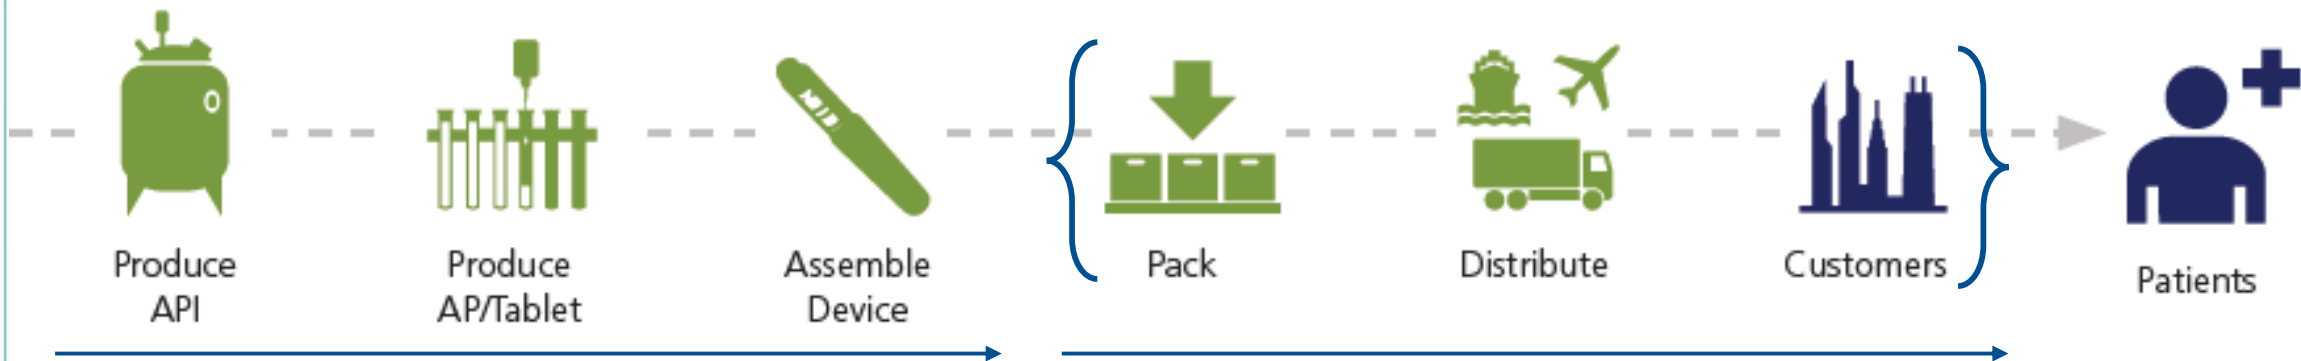 Produce
API
Produce
AP/Tablet
Assemble
Device
Pack
Distribute
Customers
Patients